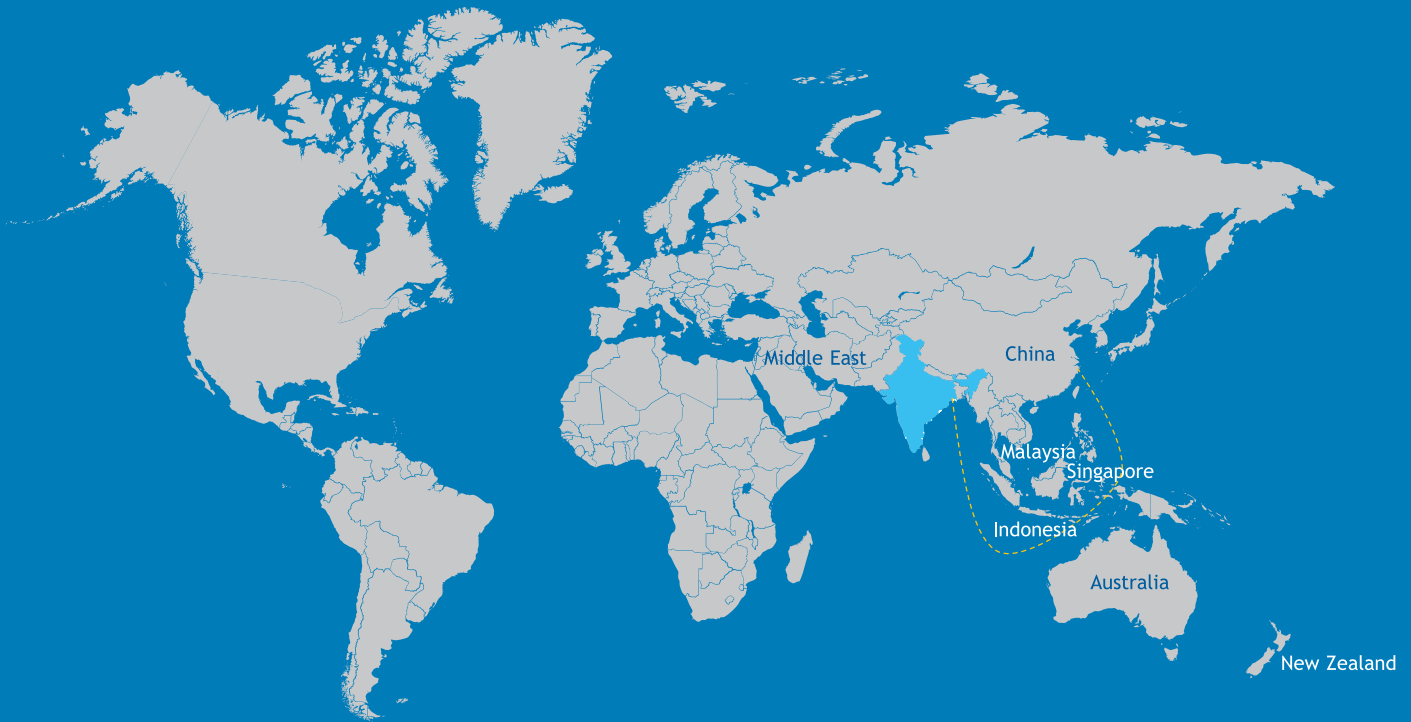 Middle East
China
Malaysia
Singapore
Indonesia
Australia
New Zealand